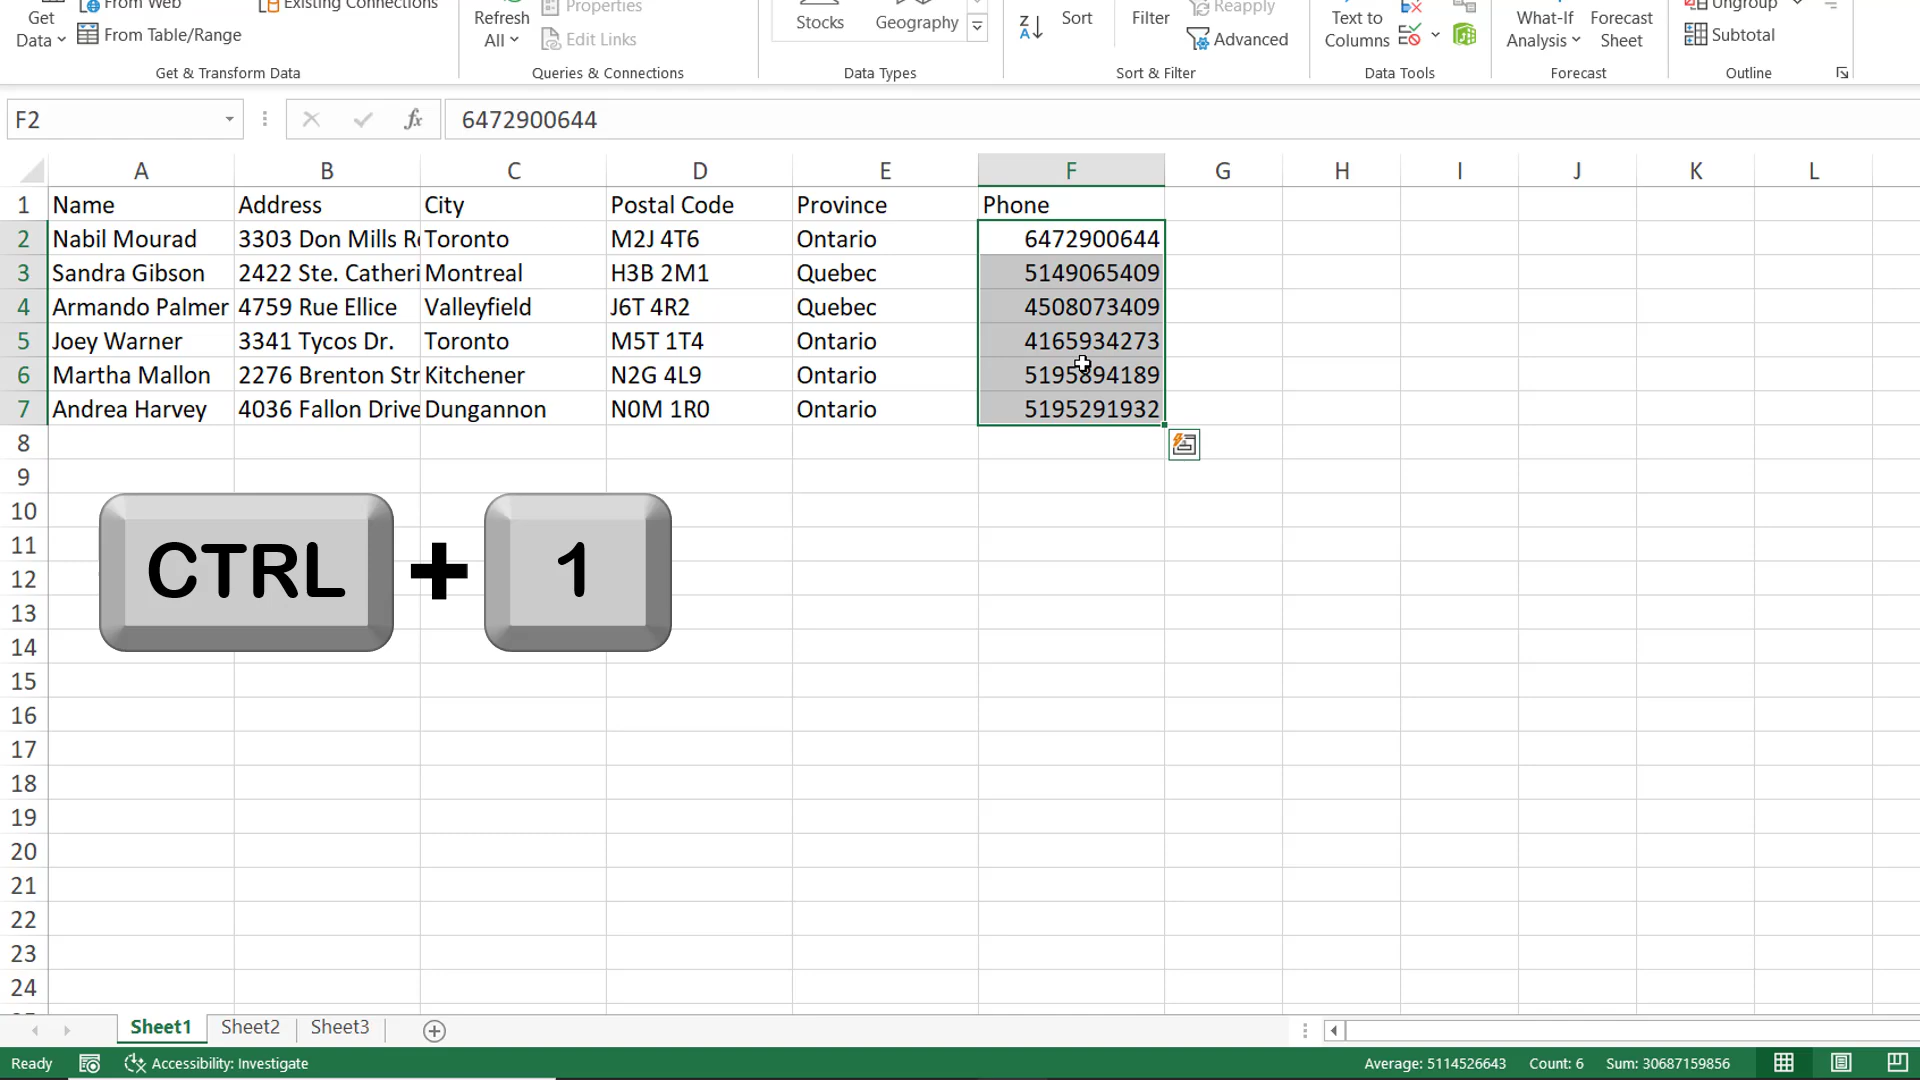 From Web Existing Connections Properties Reapply Ungroup
Get Data From Table/Range Refresh All Edit Links Stocks Geography Sort Filter Advanced Text to Columns What-If Analysis Forecast Sheet Subtotal
Get & Transform Data Queries & Connections Data Types Sort & Filter Data Tools Forecast Outline
F2 fx 6472900644
A B C D E F G H I J K L
1 Name Address City Postal Code Province Phone
2 Nabil Mourad 3303 Don Mills R Toronto M2J 4T6 Ontario 6472900644
3 Sandra Gibson 2422 Ste. Catheri Montreal H3B 2M1 Quebec 5149065409
4 Armando Palmer 4759 Rue Ellice Valleyfield J6T 4R2 Quebec 4508073409
5 Joey Warner 3341 Tycos Dr. Toronto M5T 1T4 Ontario 4165934273
6 Martha Mallon 2276 Brenton Str Kitchener N2G 4L9 Ontario 5195894189
7 Andrea Harvey 4036 Fallon Drive Dungannon N0M 1R0 Ontario 5195291932
8
9
10
11
CTRL + 1
12
13
14
15
16
17
18
19
20
21
22
23
24
Sheet1 Sheet2 Sheet3
Ready Accessibility: Investigate Average: 5114526643 Count: 6 Sum: 30687159856